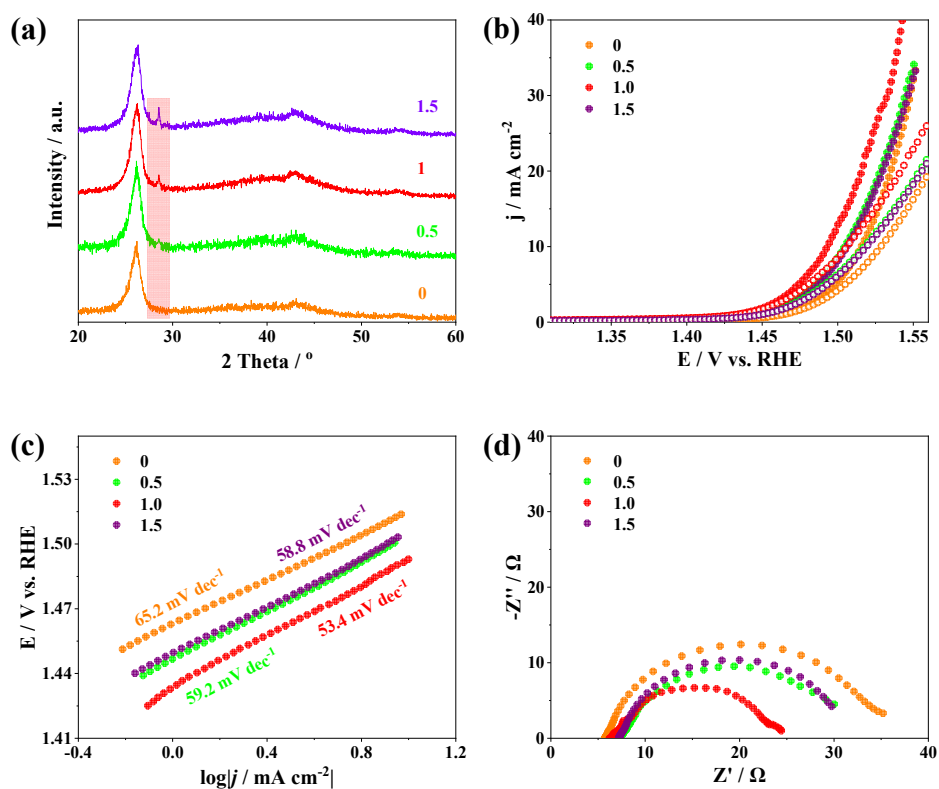 (a)
Intensity / a.u.
1.5
1
0.5
0
20 25 30 35 40 45 50 55 60
2 Theta / °
(b)
j / mA cm-2
40
30
20
10
0
0
0.5
1.0
1.5
1.35 1.40 1.45 1.50 1.55
E / V vs. RHE
(c)
E / V vs. RHE
1.53
1.50
1.47
1.44
1.41
0
0.5
1.0
1.5
65.2 mV dec-1
58.8 mV dec-1
59.2 mV dec-1
53.4 mV dec-1
-0.4 0.0 0.4 0.8 1.2
log|j / mA cm-2|
(d)
-Z'' / Ω
40
30
20
10
0
0
0.5
1.0
1.5
0 10 20 30 40
Z' / Ω